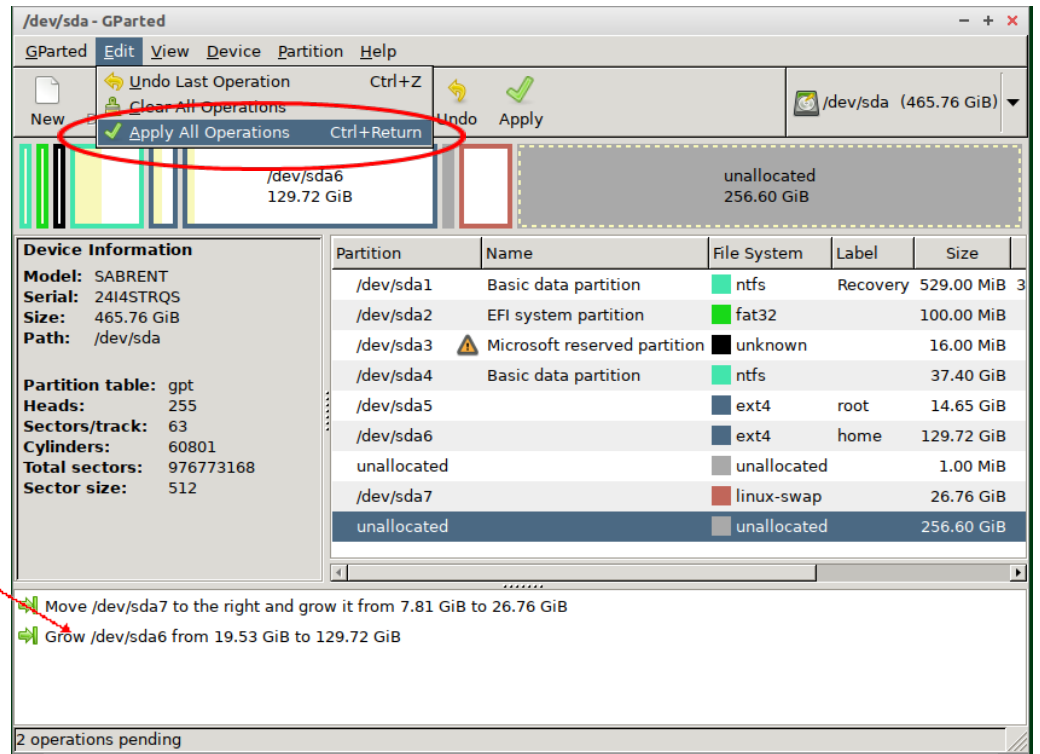 /dev/sda - GParted
GParted Edit View Device Partition Help
Undo Last Operation Ctrl+Z
Clear All Operations
Apply All Operations Ctrl+Return
New Undo Apply /dev/sda (465.76 GiB)
/dev/sda6
129.72 GiB
unallocated
256.60 GiB
Device Information
Model: SABRENT
Serial: 24I4STRQS
Size: 465.76 GiB
Path: /dev/sda
Partition table: gpt
Heads: 255
Sectors/track: 63
Cylinders: 60801
Total sectors: 976773168
Sector size: 512
Partition Name File System Label Size
/dev/sda1 Basic data partition ntfs Recovery 529.00 MiB 3
/dev/sda2 EFI system partition fat32 100.00 MiB
/dev/sda3 Microsoft reserved partition unknown 16.00 MiB
/dev/sda4 Basic data partition ntfs 37.40 GiB
/dev/sda5 ext4 root 14.65 GiB
/dev/sda6 ext4 home 129.72 GiB
unallocated unallocated 1.00 MiB
/dev/sda7 linux-swap 26.76 GiB
unallocated unallocated 256.60 GiB
Move /dev/sda7 to the right and grow it from 7.81 GiB to 26.76 GiB
Grow /dev/sda6 from 19.53 GiB to 129.72 GiB
2 operations pending